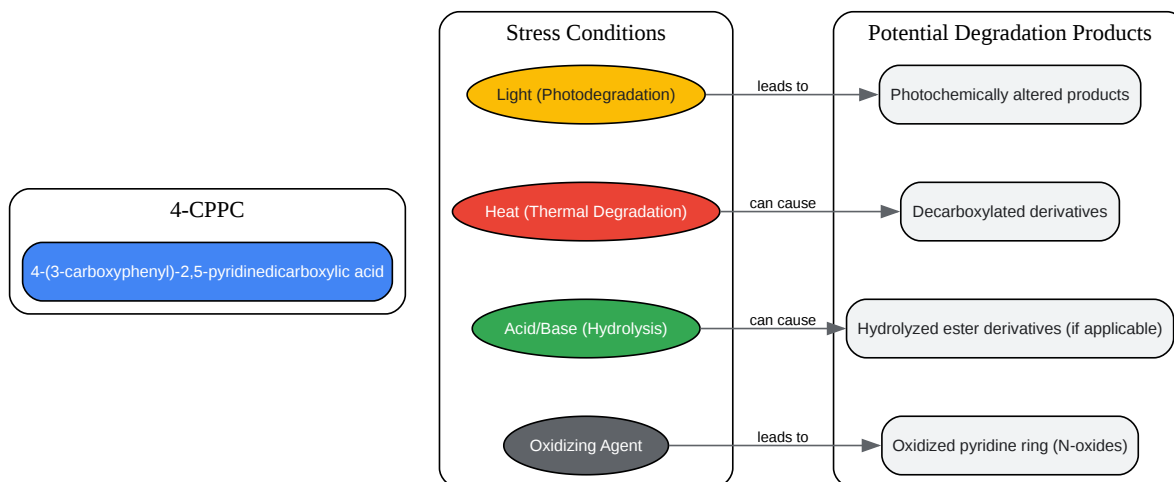 4-CPPC
4-(3-carboxyphenyl)-2,5-pyridinedicarboxylic acid
Stress Conditions
Light (Photodegradation)
Heat (Thermal Degradation)
Acid/Base (Hydrolysis)
Oxidizing Agent
leads to
can cause
can cause
leads to
Potential Degradation Products
Photochemically altered products
Decarboxylated derivatives
Hydrolyzed ester derivatives (if applicable)
Oxidized pyridine ring (N-oxides)